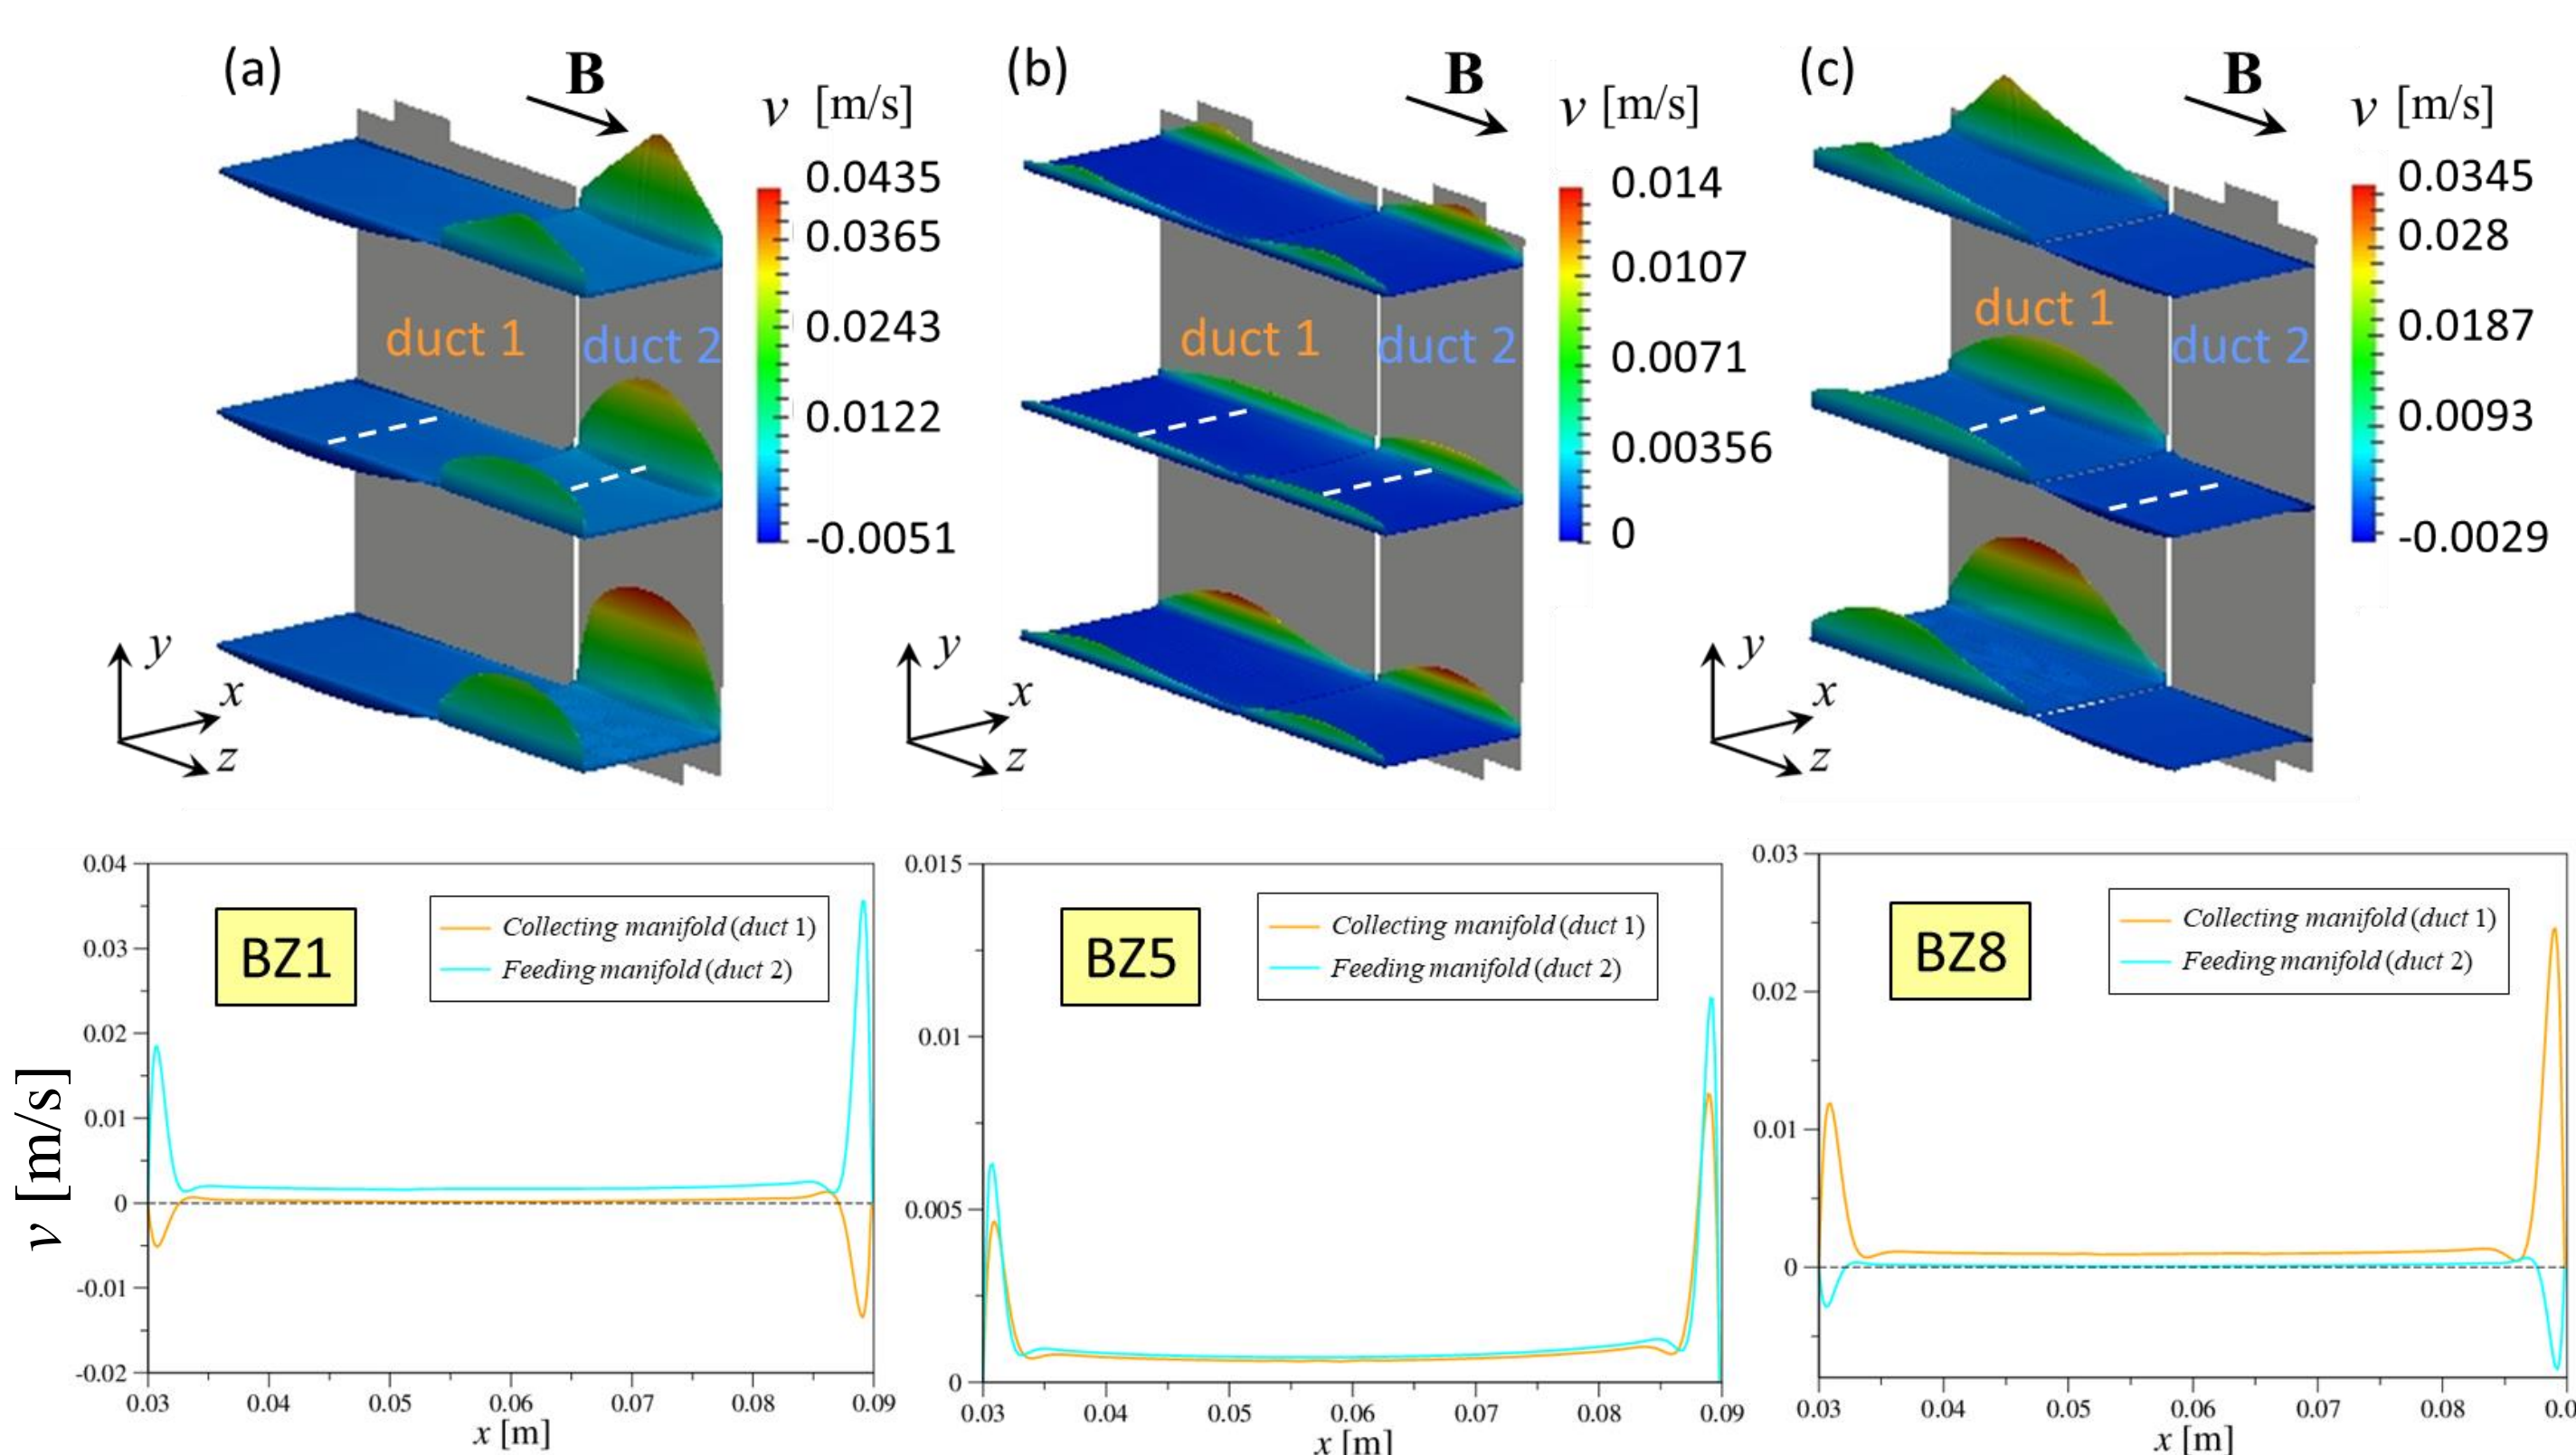 (a)
B
v [m/s]
0.0435
0.0365
0.0243
0.0122
-0.0051
duct 1
duct 2
y
x
z
(b)
B
v [m/s]
0.014
0.0107
0.0071
0.00356
0
duct 1
duct 2
y
x
z
(c)
B
v [m/s]
0.0345
0.028
0.0187
0.0093
-0.0029
duct 1
duct 2
y
x
z
v [m/s]
0.04
0.03
0.02
0.01
0
-0.01
-0.02
BZ1
Collecting manifold (duct 1)
Feeding manifold (duct 2)
0.03 0.04 0.05 0.06 0.07 0.08 0.09
x [m]
0.015
0.01
0.005
0
BZ5
Collecting manifold (duct 1)
Feeding manifold (duct 2)
0.03 0.04 0.05 0.06 0.07 0.08 0.09
x [m]
0.03
0.02
0.01
0
BZ8
Collecting manifold (duct 1)
Feeding manifold (duct 2)
0.03 0.04 0.05 0.06 0.07 0.08 0.0
x [m]